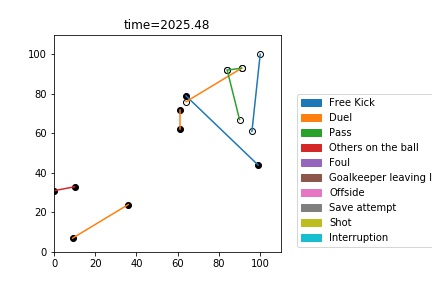 time=2025.48
100
80
60
40
20
0
0 20 40 60 80 100
Free Kick
Duel
Pass
Others on the ball
Foul
Goalkeeper leaving l
Offside
Save attempt
Shot
Interruption